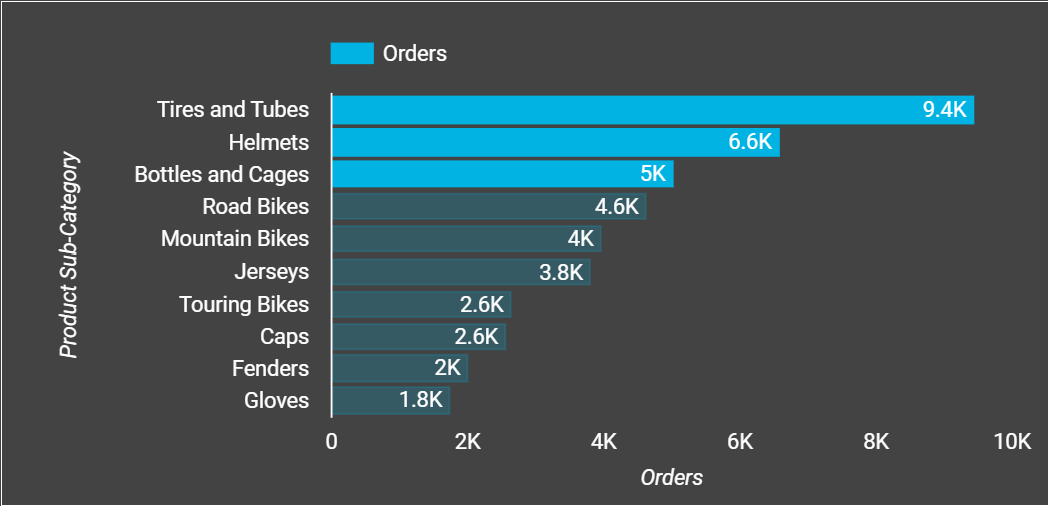 Orders
Product Sub-Category
Tires and Tubes 9.4K
Helmets 6.6K
Bottles and Cages 5K
Road Bikes 4.6K
Mountain Bikes 4K
Jerseys 3.8K
Touring Bikes 2.6K
Caps 2.6K
Fenders 2K
Gloves 1.8K
0 2K 4K 6K 8K 10K
Orders